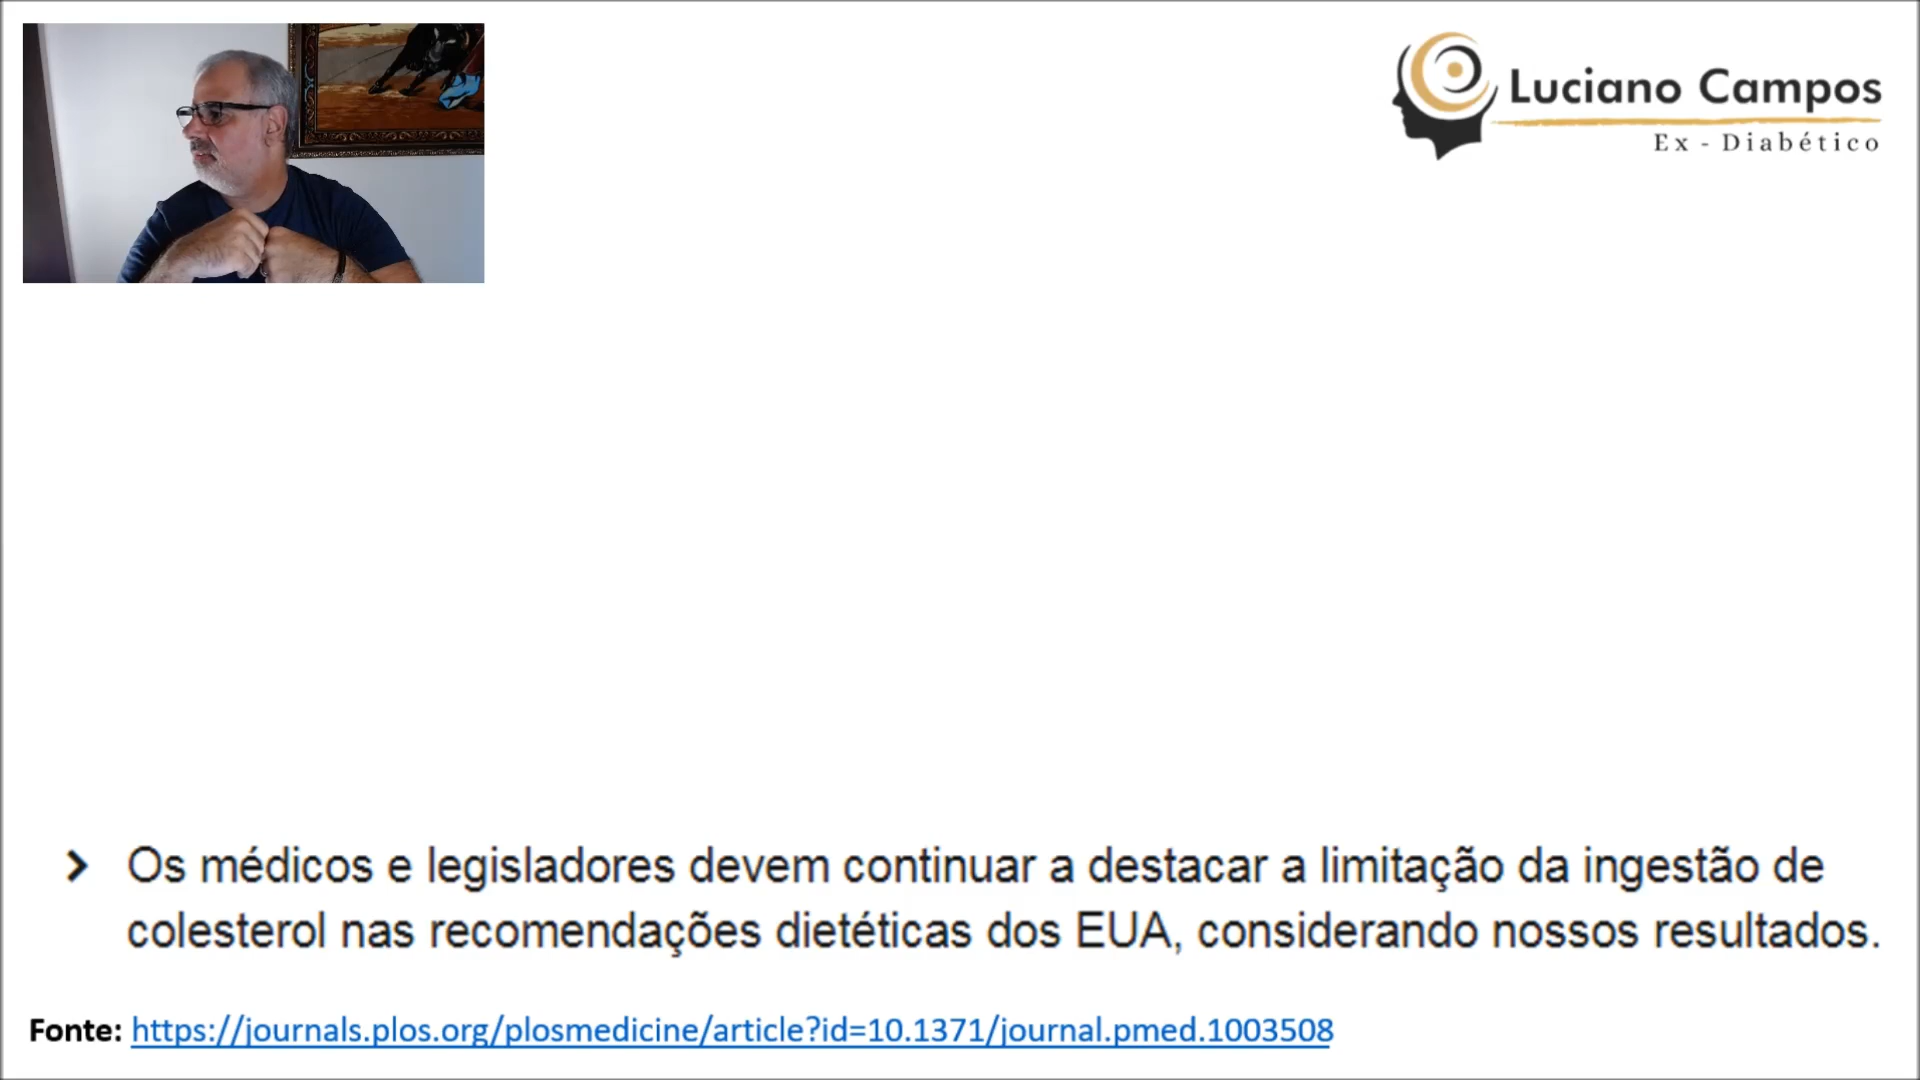 Luciano Campos
Ex - Diabético
Os médicos e legisladores devem continuar a destacar a limitação da ingestão de
colesterol nas recomendações dietéticas dos EUA, considerando nossos resultados.
Fonte: https://journals.plos.org/plosmedicine/article?id=10.1371/journal.pmed.1003508